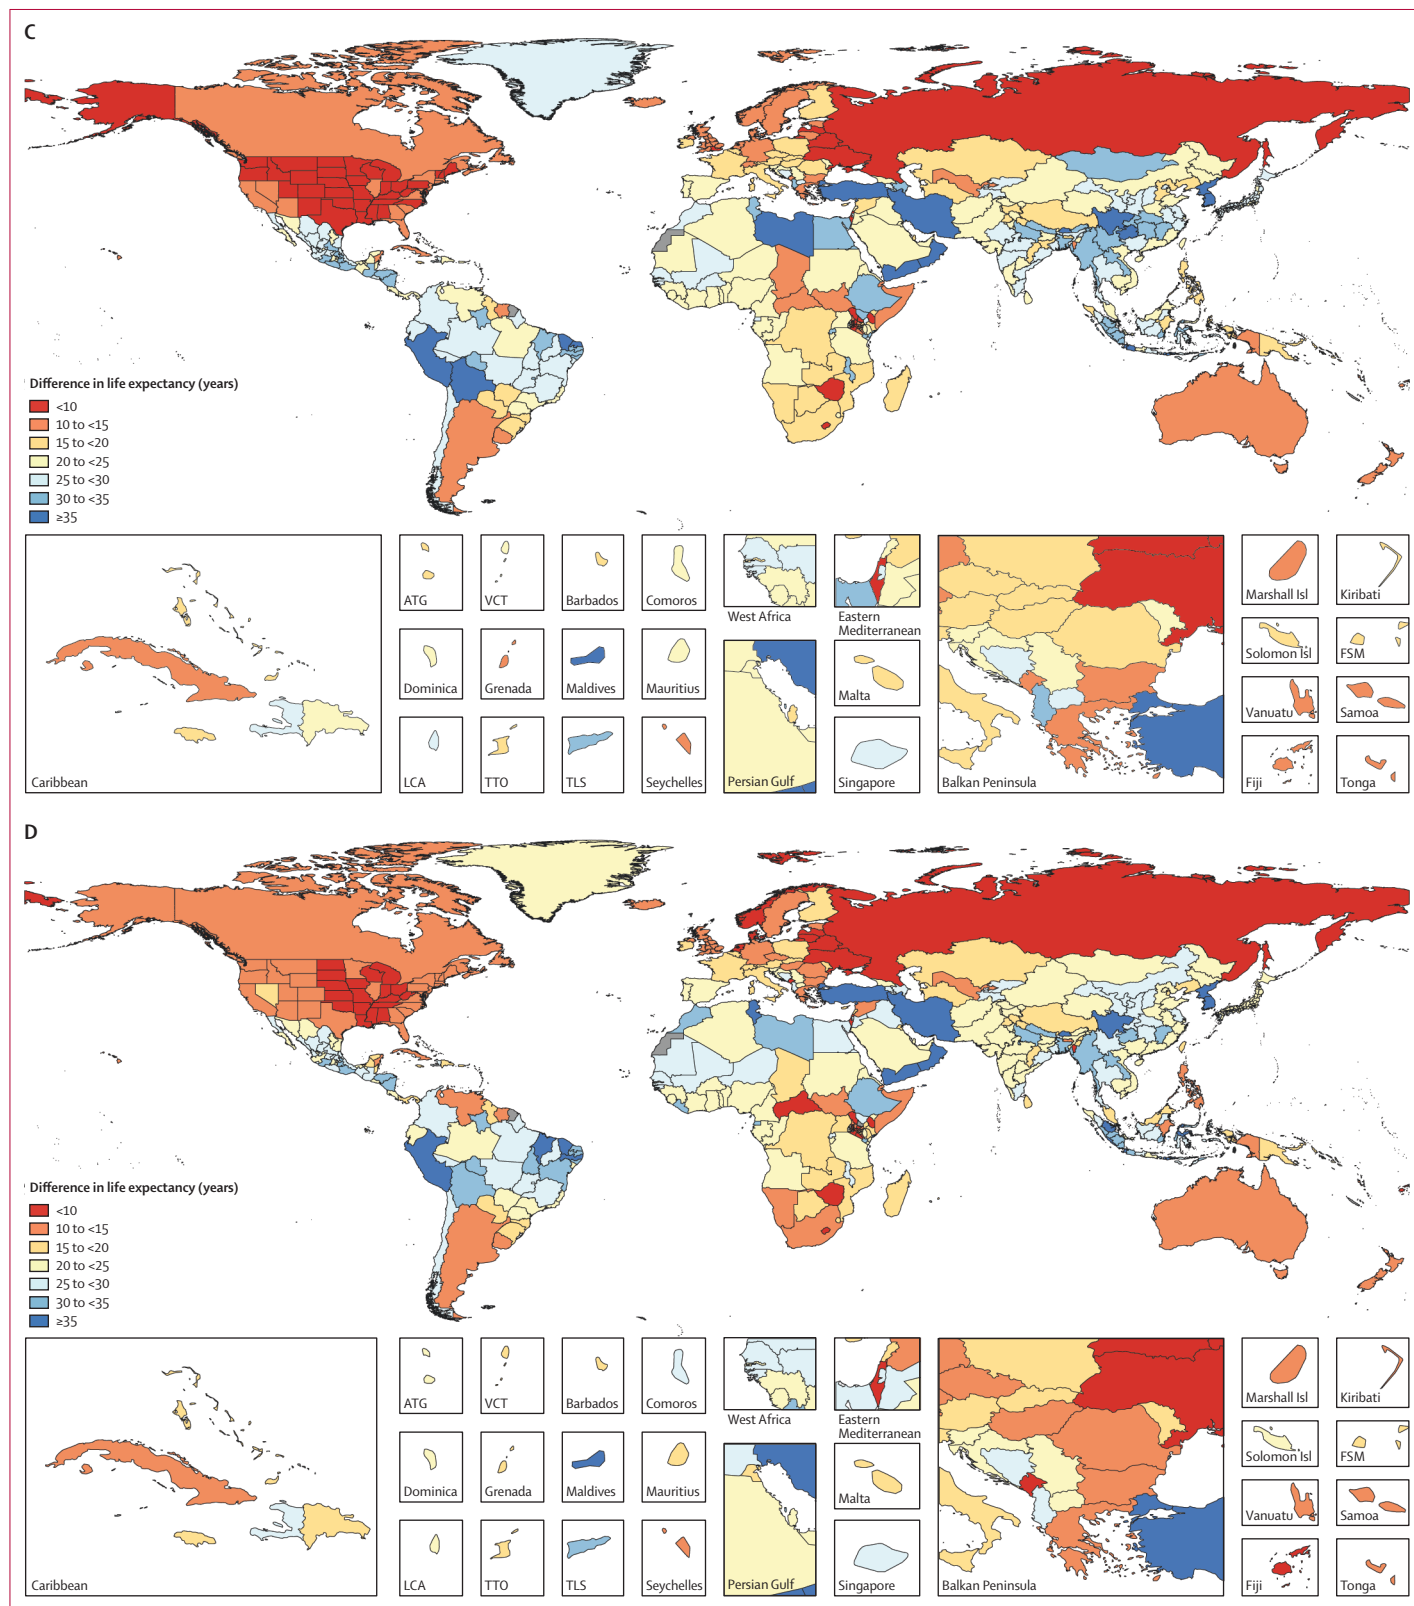 C
Difference in life expectancy (years)
<10
10 to <15
15 to <20
20 to <25
25 to <30
30 to <35
≥35
Caribbean
ATG
VCT
Barbados
Comoros
Dominica
Grenada
Maldives
Mauritius
LCA
TTO
TLS
Seychelles
West Africa
Eastern
Mediterranean
Persian Gulf
Malta
Singapore
Balkan Peninsula
Marshall Isl
Kiribati
Solomon Isl
FSM
Vanuatu
Samoa
Fiji
Tonga
D
Difference in life expectancy (years)
<10
10 to <15
15 to <20
20 to <25
25 to <30
30 to <35
≥35
Caribbean
ATG
VCT
Barbados
Comoros
Dominica
Grenada
Maldives
Mauritius
LCA
TTO
TLS
Seychelles
West Africa
Eastern
Mediterranean
Persian Gulf
Malta
Singapore
Balkan Peninsula
Marshall Isl
Kiribati
Solomon Isl
FSM
Vanuatu
Samoa
Fiji
Tonga